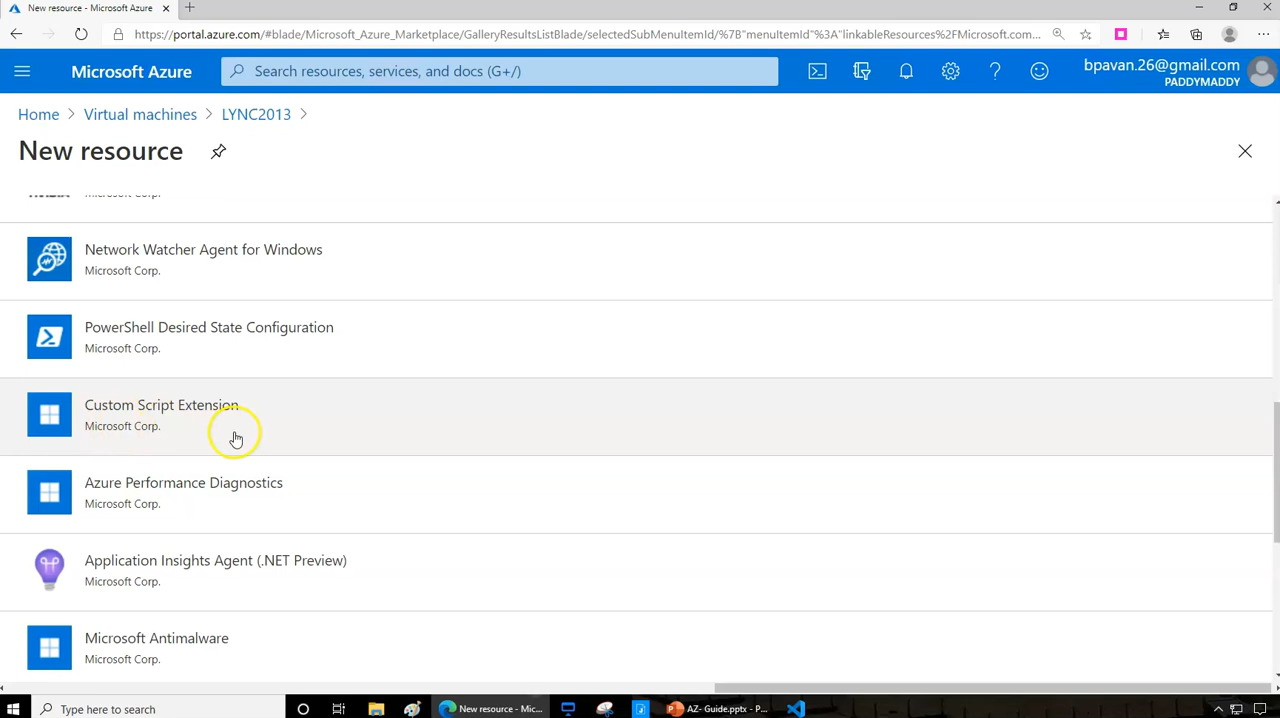 New resource - Microsoft Azure
https://portal.azure.com/#blade/Microsoft_Azure_Marketplace/GalleryResultsListBlade/selectedSubMenuItemId/%7B"menuItemId"%3A"linkableResources%2FMicrosoft.com...
Microsoft Azure
Search resources, services, and docs (G+/)
bpavan.26@gmail.com
PADDYMADDY
Home > Virtual machines > LYNC2013 >
New resource
Microsoft Corp.
Network Watcher Agent for Windows
Microsoft Corp.
PowerShell Desired State Configuration
Microsoft Corp.
Custom Script Extension
Microsoft Corp.
Azure Performance Diagnostics
Microsoft Corp.
Application Insights Agent (.NET Preview)
Microsoft Corp.
Microsoft Antimalware
Microsoft Corp.
Type here to search
New resource - Mic...
AZ- Guide.pptx - P...